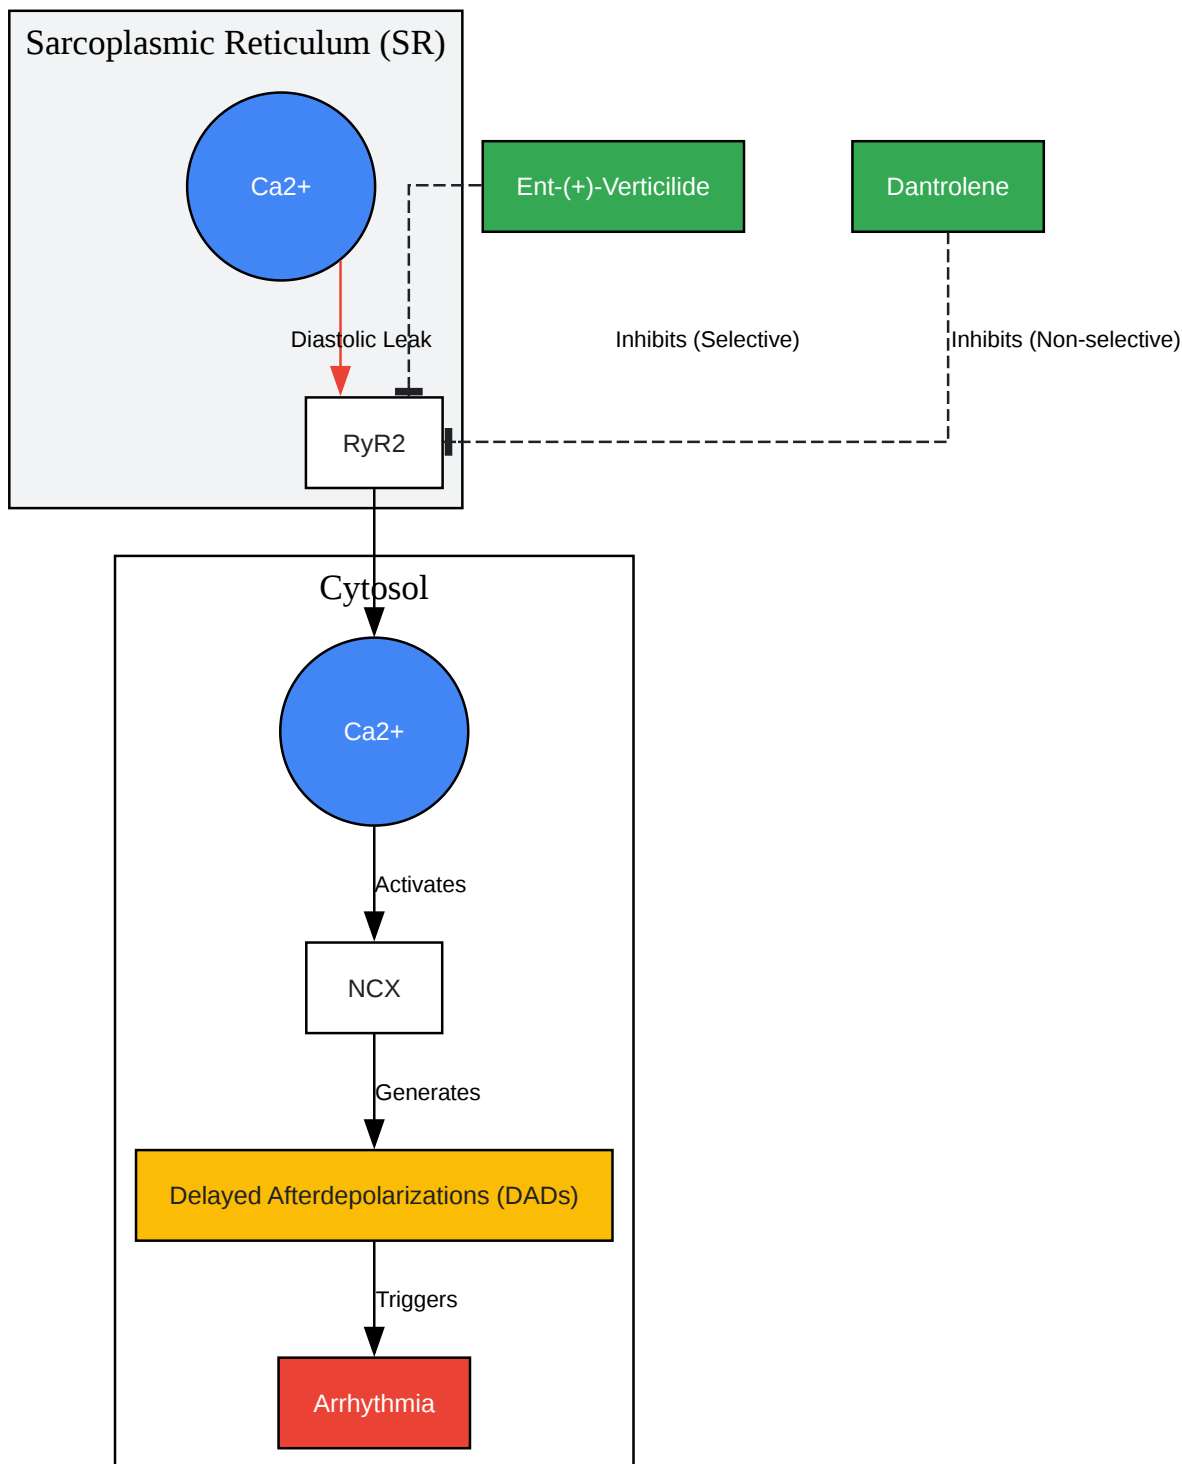 Sarcoplasmic Reticulum (SR)
Ca2+
Ent-(+)-Verticilide
Dantrolene
Diastolic Leak
Inhibits (Selective)
Inhibits (Non-selective)
RyR2
Cytosol
Ca2+
Activates
NCX
Generates
Delayed Afterdepolarizations (DADs)
Triggers
Arrhythmia